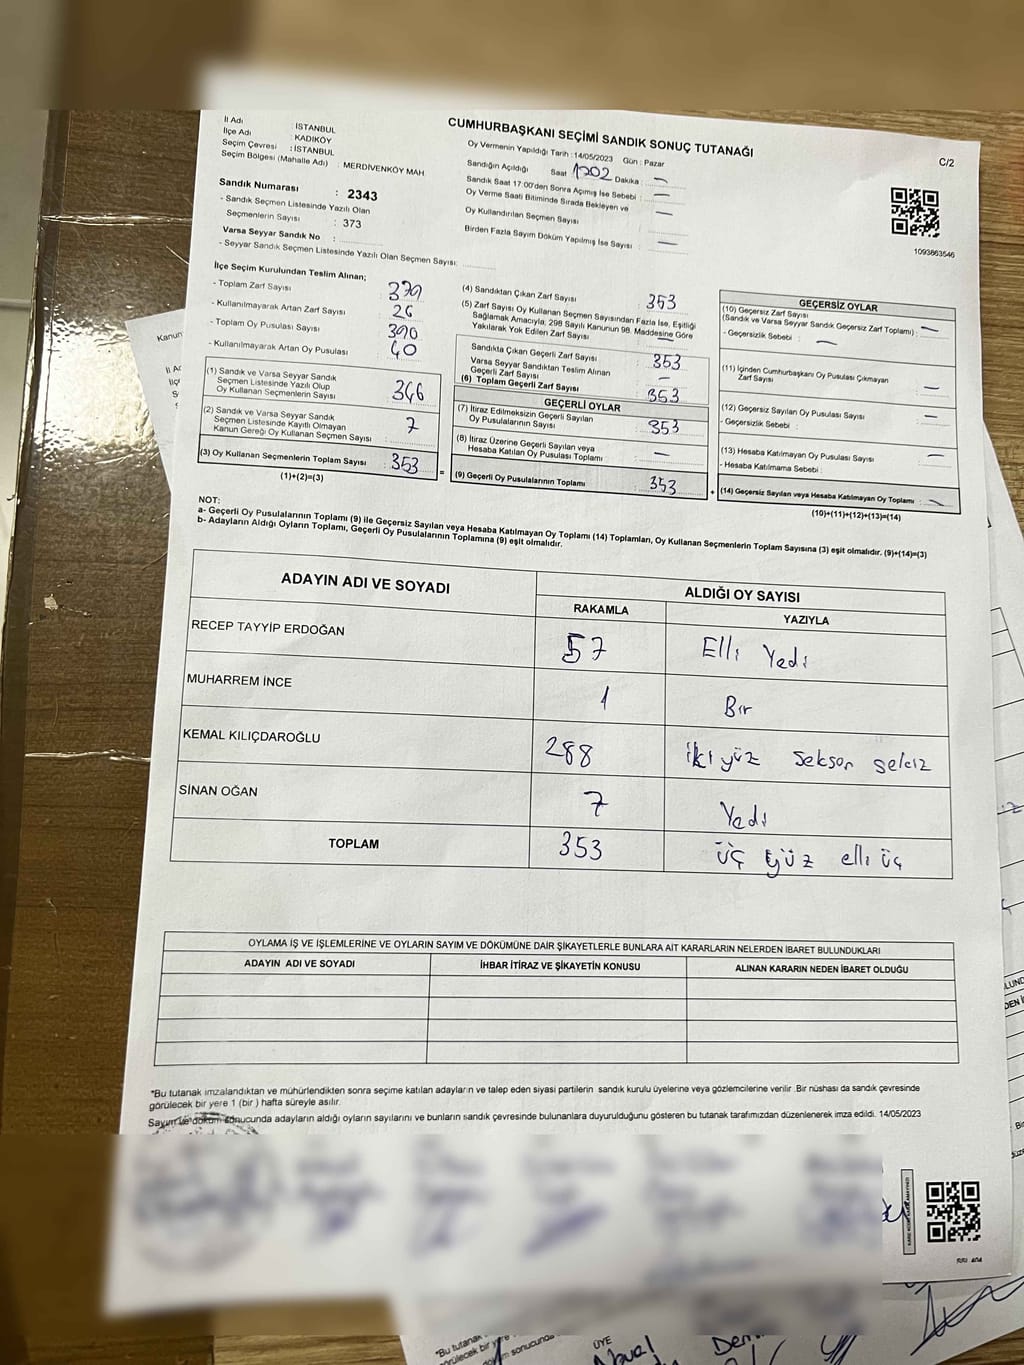 CUMHURBAŞKANI SEÇİMİ SANDIK SONUÇ TUTANAĞI
C/2
İl Adı : İSTANBUL
İlçe Adı : KADIKÖY
Seçim Çevresi : İSTANBUL
Seçim Bölgesi (Mahalle Adı) : MERDİVENKÖY MAH
Sandık Numarası : 2343
- Sandık Seçmen Listesinde Yazılı Olan
Seçmenlerin Sayısı : 373
Varsa Seyyar Sandık No :
- Seyyar Sandık Seçmen Listesinde Yazılı Olan Seçmen Sayısı:
Oy Vermenin Yapıldığı Tarih : 14/05/2023 Gün : Pazar
Sandığın Açıldığı Saat 1702 Dakika : —
Sandık Saat 17:00'den Sonra Açımış İse Sebebi : —
Oy Verme Saati Bitiminde Sırada Bekleyen ve
Oy Kullandırılan Seçmen Sayısı —
Birden Fazla Sayım Döküm Yapılmış İse Sayısı : —
1093863546
İlçe Seçim Kurulundan Teslim Alınan;
- Toplam Zarf Sayısı : 379
- Kullanılmayarak Artan Zarf Sayısı : 26
- Toplam Oy Pusulası Sayısı : 390
- Kullanılmayarak Artan Oy Pusulası : 40
(1) Sandık ve Varsa Seyyar Sandık
Seçmen Listesinde Yazılı Olup
Oy Kullanan Seçmenlerin Sayısı : 346
(2) Sandık ve Varsa Seyyar Sandık
Seçmen Listesinde Kayıtlı Olmayan
Kanun Gereği Oy Kullanan Seçmen Sayısı : 7
(3) Oy Kullanan Seçmenlerin Toplam Sayısı : 353
(1)+(2)=(3)
(4) Sandıktan Çıkan Zarf Sayısı : 353
(5) Zarf Sayısı Oy Kullanan Seçmen Sayısından Fazla İse, Eşitliği
Sağlamak Amacıyla, 298 Sayılı Kanunun 98. Maddesine Göre
Yakılarak Yok Edilen Zarf Sayısı : —
Sandıkta Çıkan Geçerli Zarf Sayısı : 353
Varsa Seyyar Sandıktan Teslim Alınan
Geçerli Zarf Sayısı : —
(6) Toplam Geçerli Zarf Sayısı : 353
GEÇERLİ OYLAR
(7) İtiraz Edilmeksizin Geçerli Sayılan
Oy Pusulalarının Sayısı : 353
(8) İtiraz Üzerine Geçerli Sayılan veya
Hesaba Katılan Oy Pusulası Toplamı : —
(9) Geçerli Oy Pusulalarının Toplamı : 353
GEÇERSİZ OYLAR
(10) Geçersiz Zarf Sayısı
(Sandık ve Varsa Seyyar Sandık Geçersiz Zarf Toplamı) : —
- Geçersizlik Sebebi : —
(11) İçinden Cumhurbaşkanı Oy Pusulası Çıkmayan
Zarf Sayısı : —
(12) Geçersiz Sayılan Oy Pusulası Sayısı : —
- Geçersizlik Sebebi :
(13) Hesaba Katılmayan Oy Pusulası Sayısı : —
- Hesaba Katılmama Sebebi :
(14) Geçersiz Sayılan veya Hesaba Katılmayan Oy Toplamı : —
(10)+(11)+(12)+(13)=(14)
NOT:
a- Geçerli Oy Pusulalarının Toplamı (9) ile Geçersiz Sayılan veya Hesaba Katılmayan Oy Toplamı (14) Toplamları, Oy Kullanan Seçmenlerin Toplam Sayısına (3) eşit olmalıdır. (9)+(14)=(3)
b- Adayların Aldığı Oyların Toplamı, Geçerli Oy Pusulalarının Toplamına (9) eşit olmalıdır.
ADAYIN ADI VE SOYADI
ALDIĞI OY SAYISI
RAKAMLA YAZIYLA
RECEP TAYYİP ERDOĞAN 57 Elli Yedi
MUHARREM İNCE 1 Bir
KEMAL KILIÇDAROĞLU 288 iki yüz seksen sekiz
SİNAN OĞAN 7 Yedi
TOPLAM 353 üç yüz elli üç
OYLAMA İŞ VE İŞLEMLERİNE VE OYLARIN SAYIM VE DÖKÜMÜNE DAİR ŞİKAYETLERLE BUNLARA AİT KARARLARIN NELERDEN İBARET BULUNDUKLARI
ADAYIN ADI VE SOYADI İHBAR İTİRAZ VE ŞİKAYETİN KONUSU ALINAN KARARIN NEDEN İBARET OLDUĞU
*Bu tutanak imzalandıktan ve mühürlendikten sonra seçime katılan adayların ve talep eden siyasi partilerin sandık kurulu üyelerine veya gözlemcilerine verilir .Bir nüshası da sandık çevresinde
görülecek bir yere 1 (bir ) hafta süreyle asılır.
Sayım ve döküm sonucunda adayların aldığı oyların sayılarını ve bunların sandık çevresinde bulunanlara duyurulduğunu gösteren bu tutanak tarafımızdan düzenlenerek imza edildi. 14/05/2023
*Bu tutanak
görülecek bir yere
sonucunda
ÜYE